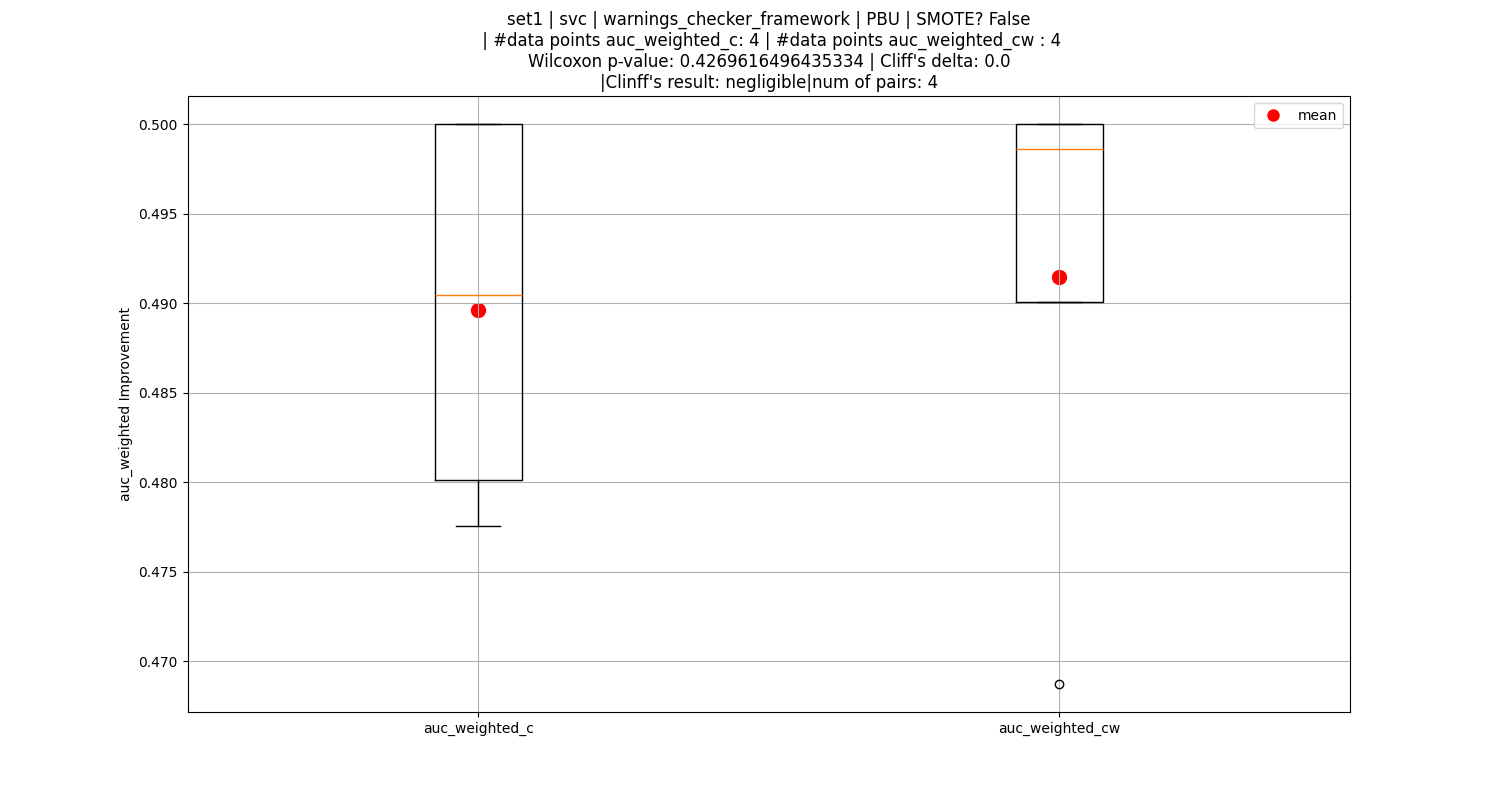 set1 | svc | warnings_checker_framework | PBU | SMOTE? False
| #data points auc_weighted_c: 4 | #data points auc_weighted_cw : 4
Wilcoxon p-value: 0.4269616496435334 | Cliff's delta: 0.0
|Clinff's result: negligible|num of pairs: 4
mean
0.500
0.495
0.490
0.485
0.480
0.475
0.470
auc_weighted Improvement
auc_weighted_c
auc_weighted_cw